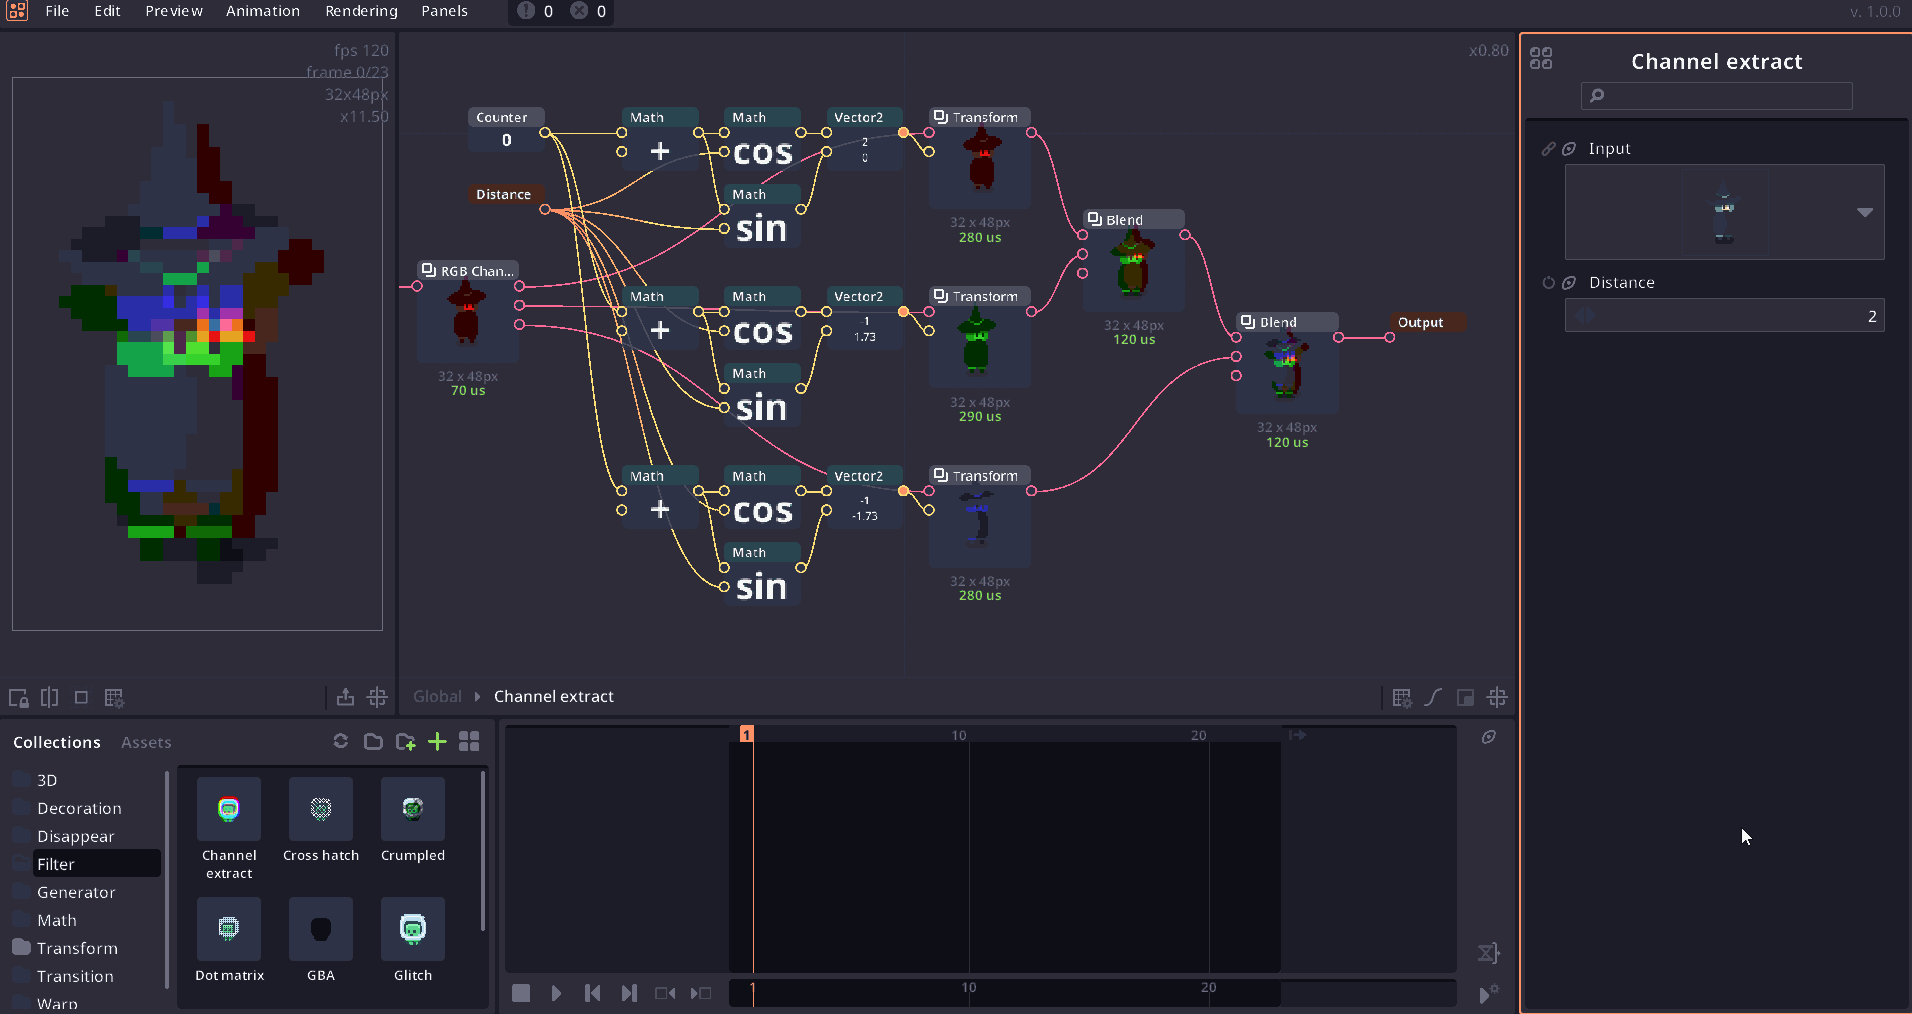 File Edit Preview Animation Rendering Panels 0 0 v. 1.0.0
fps 120
frame 0/23
32x48px
x11.50
x0.80
Counter
0
Distance
RGB Chan...
32 x 48px
70 us
Math
+
Math
cos
Math
sin
Vector2
2
0
Transform
32 x 48px
280 us
Math
+
Math
cos
Math
sin
Vector2
-1
1.73
Transform
32 x 48px
290 us
Math
+
Math
cos
Math
sin
Vector2
-1
-1.73
Transform
32 x 48px
280 us
Blend
32 x 48px
120 us
Blend
32 x 48px
120 us
Output
Global Channel extract
Channel extract
Input
Distance
2
Collections Assets
3D
Decoration
Disappear
Filter
Generator
Math
Transform
Transition
Warp
Channel
extract
Cross hatch
Crumpled
Dot matrix
GBA
Glitch
1 10 20
1 10 20